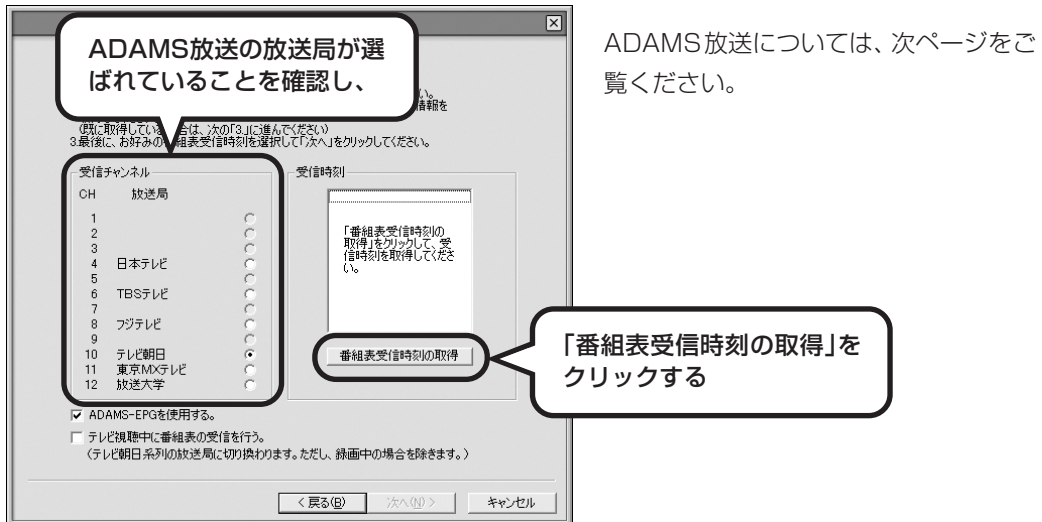 ADAMS放送の放送局が選
ばれていることを確認し、
ADAMS放送については、次ページをご
覧ください。
い。
情報を
(既に取得してい 合は、次の「3.」に進んでください)
3.最後に、お好みの 組表受信時刻を選択して「次へ」をクリックしてください。
受信チャンネル
CH 放送局
1
2
3
4 日本テレビ
5
6 TBSテレビ
7
8 フジテレビ
9
10 テレビ朝日
11 東京MXテレビ
12 放送大学
受信時刻
「番組表受信時刻の
取得」をクリックして、受
信時刻を取得してくださ
い。
番組表受信時刻の取得
「番組表受信時刻の取得」を
クリックする
ADAMS-EPGを使用する。
テレビ視聴中に番組表の受信を行う。
(テレビ朝日系列の放送局に切り換わります。ただし、録画中の場合を除きます。)
< 戻る(B)
次へ(N) >
キャンセル